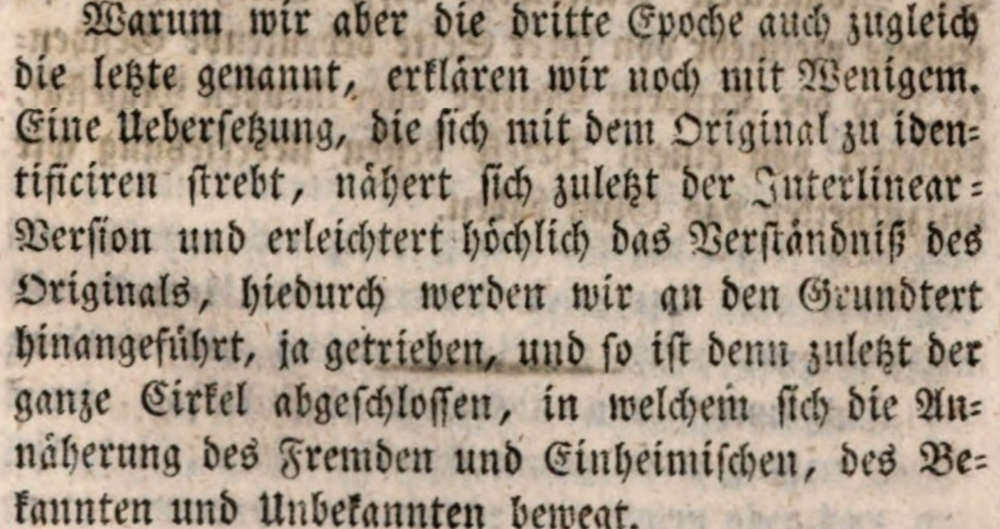 Warum wir aber die dritte Epoche auch zugleich
die letzte genannt, erklären wir noch mit Wenigem.
Eine Uebersetzung, die sich mit dem Original zu iden-
tificiren strebt, nähert sich zuletzt der Interlinear-
Version und erleichtert höchlich das Verständniß des
Originals, hiedurch werden wir an den Grundtext
hinangeführt, ja getrieben, und so ist denn zuletzt der
ganze Cirkel abgeschlossen, in welchem sich die An-
näherung des Fremden und Einheimischen, des Be-
kannten und Unbekannten bewegt.